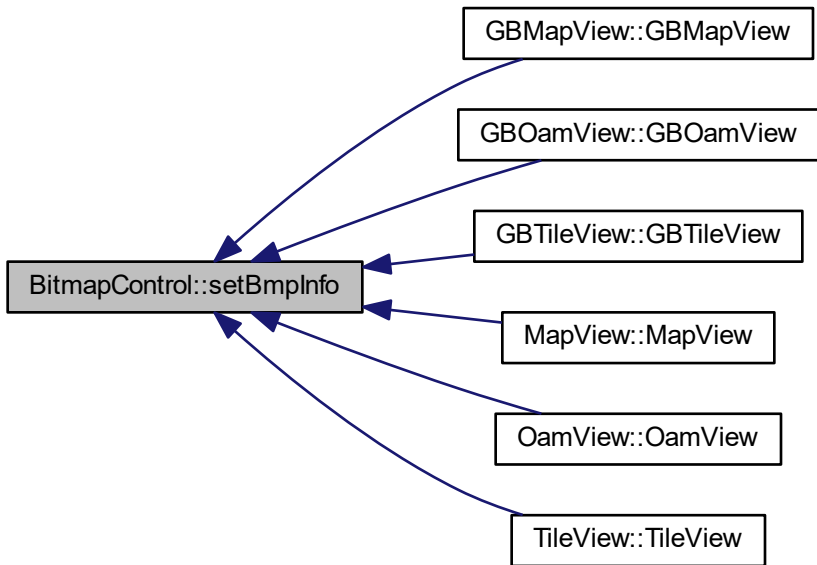 GBMapView::GBMapView
GBOamView::GBOamView
GBTileView::GBTileView
BitmapControl::setBmpInfo
MapView::MapView
OamView::OamView
TileView::TileView